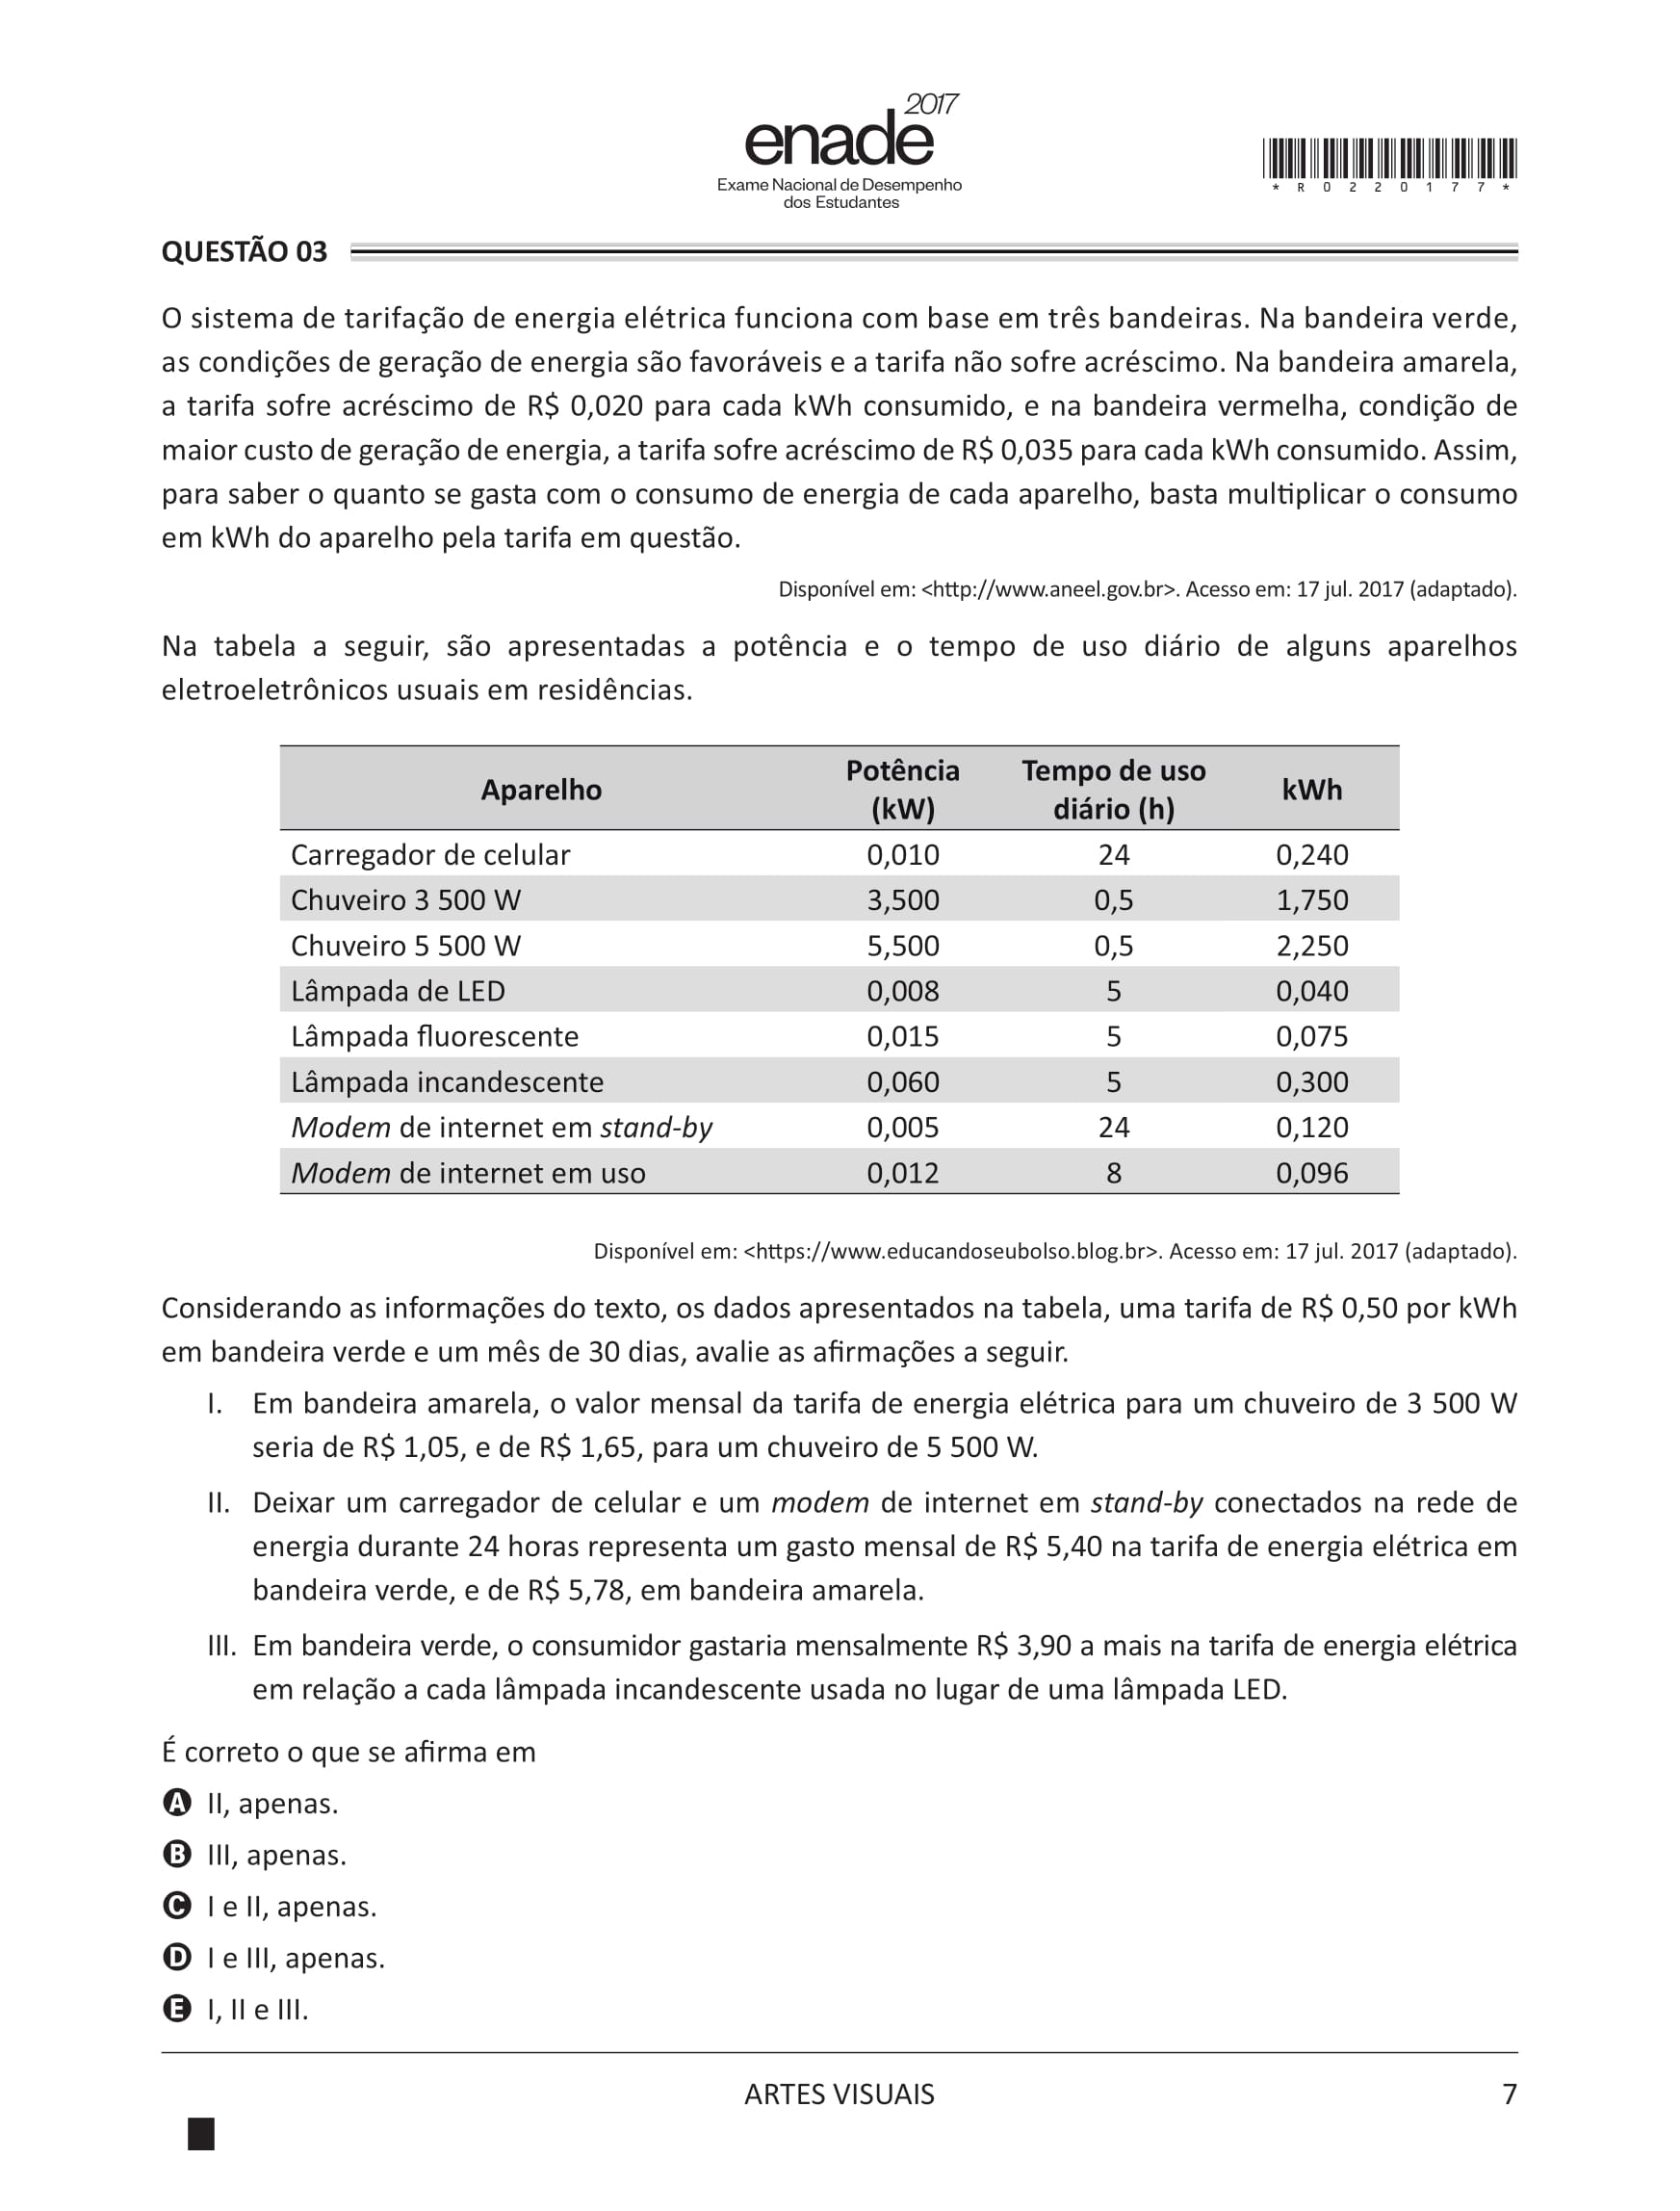 2017
enade
Exame Nacional de Desempenho
dos Estudantes
* R 0 2 2 0 1 7 7 *
QUESTÃO 03
O sistema de tarifação de energia elétrica funciona com base em três bandeiras. Na bandeira verde,
as condições de geração de energia são favoráveis e a tarifa não sofre acréscimo. Na bandeira amarela,
a tarifa sofre acréscimo de R$ 0,020 para cada kWh consumido, e na bandeira vermelha, condição de
maior custo de geração de energia, a tarifa sofre acréscimo de R$ 0,035 para cada kWh consumido. Assim,
para saber o quanto se gasta com o consumo de energia de cada aparelho, basta multiplicar o consumo
em kWh do aparelho pela tarifa em questão.
Disponível em: <http://www.aneel.gov.br>. Acesso em: 17 jul. 2017 (adaptado).
Na tabela a seguir, são apresentadas a potência e o tempo de uso diário de alguns aparelhos
eletroeletrônicos usuais em residências.
Aparelho Potência (kW) Tempo de uso diário (h) kWh
Carregador de celular 0,010 24 0,240
Chuveiro 3 500 W 3,500 0,5 1,750
Chuveiro 5 500 W 5,500 0,5 2,250
Lâmpada de LED 0,008 5 0,040
Lâmpada fluorescente 0,015 5 0,075
Lâmpada incandescente 0,060 5 0,300
Modem de internet em stand-by 0,005 24 0,120
Modem de internet em uso 0,012 8 0,096
Disponível em: <https://www.educandoseubolso.blog.br>. Acesso em: 17 jul. 2017 (adaptado).
Considerando as informações do texto, os dados apresentados na tabela, uma tarifa de R$ 0,50 por kWh
em bandeira verde e um mês de 30 dias, avalie as afirmações a seguir.
I. Em bandeira amarela, o valor mensal da tarifa de energia elétrica para um chuveiro de 3 500 W
seria de R$ 1,05, e de R$ 1,65, para um chuveiro de 5 500 W.
II. Deixar um carregador de celular e um modem de internet em stand-by conectados na rede de
energia durante 24 horas representa um gasto mensal de R$ 5,40 na tarifa de energia elétrica em
bandeira verde, e de R$ 5,78, em bandeira amarela.
III. Em bandeira verde, o consumidor gastaria mensalmente R$ 3,90 a mais na tarifa de energia elétrica
em relação a cada lâmpada incandescente usada no lugar de uma lâmpada LED.
É correto o que se afirma em
A II, apenas.
B III, apenas.
C I e II, apenas.
D I e III, apenas.
E I, II e III.
ARTES VISUAIS 7